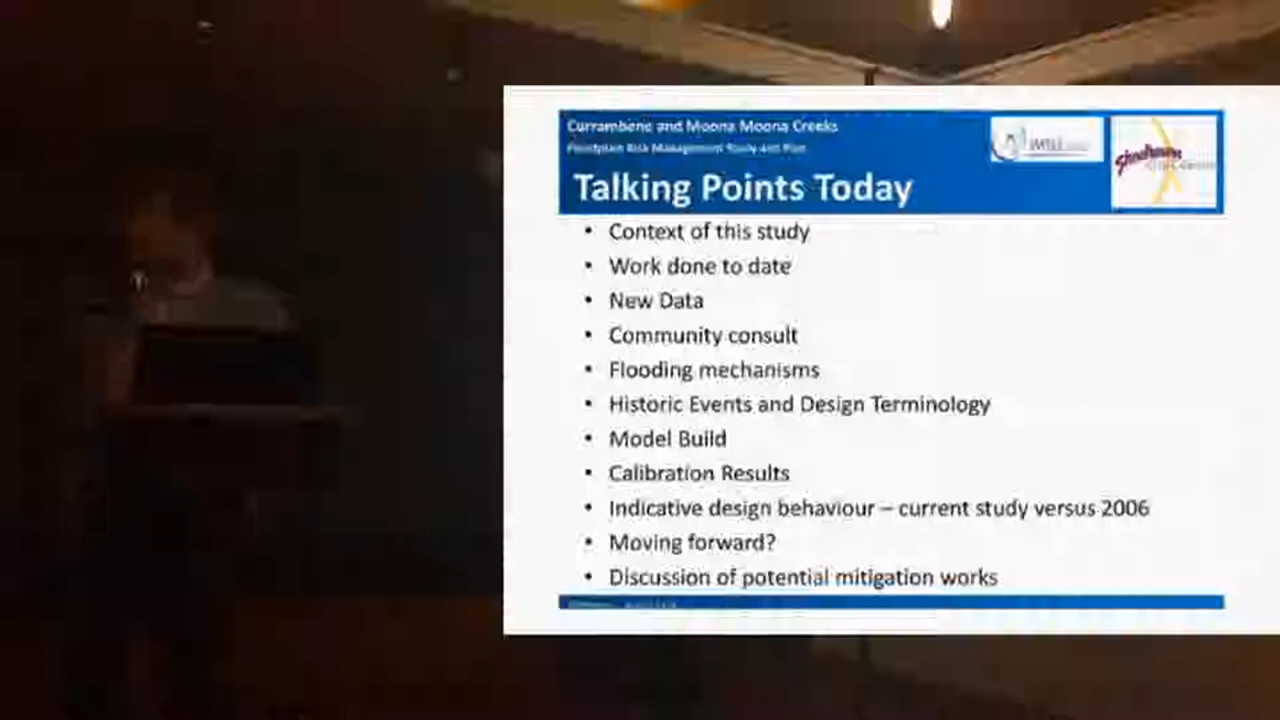 Currambene and Moona Moona Creeks
Floodplain Risk Management Study and Plan
Talking Points Today
• Context of this study
• Work done to date
• New Data
• Community consult
• Flooding mechanisms
• Historic Events and Design Terminology
• Model Build
• Calibration Results
• Indicative design behaviour – current study versus 2006
• Moving forward?
• Discussion of potential mitigation works